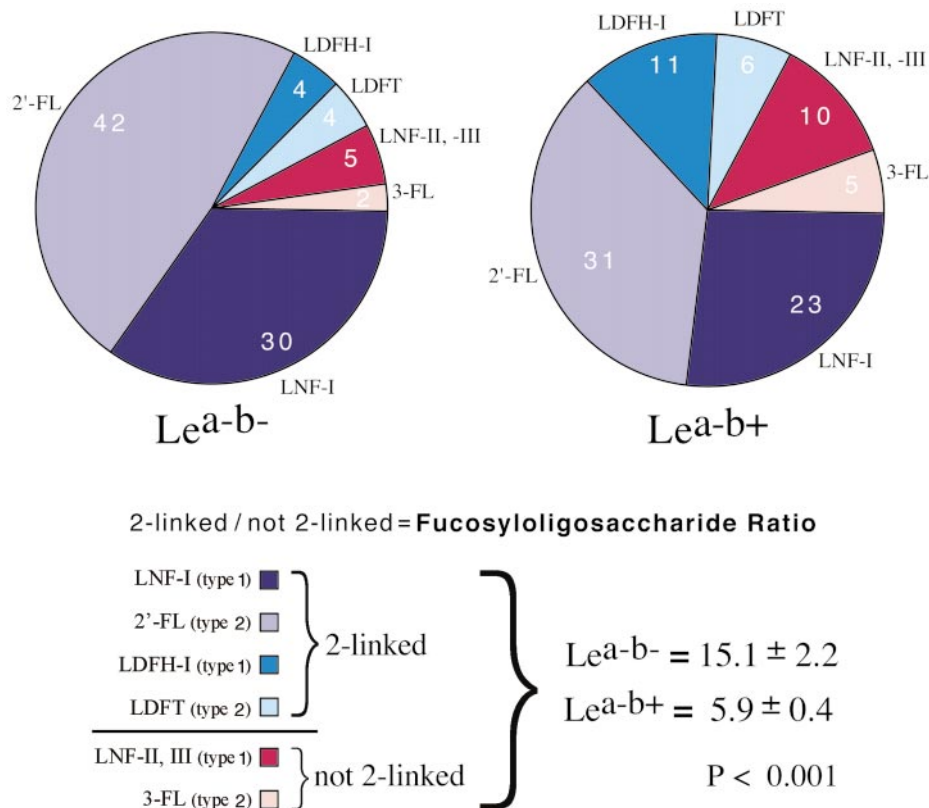 LDFH-I
LDFT
2'-FL
42
4
4
LNF-II, -III
5
3-FL
2
30
LNF-I
Lea-b-
LDFH-I
LDFT
11
6
LNF-II, -III
10
3-FL
5
2'-FL
31
23
LNF-I
Lea-b+
2-linked / not 2-linked = Fucosyloligosaccharide Ratio
LNF-I (type 1)
2'-FL (type 2)
LDFH-I (type 1)
LDFT (type 2)
2-linked
LNF-II, III (type 1)
3-FL (type 2)
not 2-linked
Lea-b- = 15.1 ± 2.2
Lea-b+ = 5.9 ± 0.4
P < 0.001